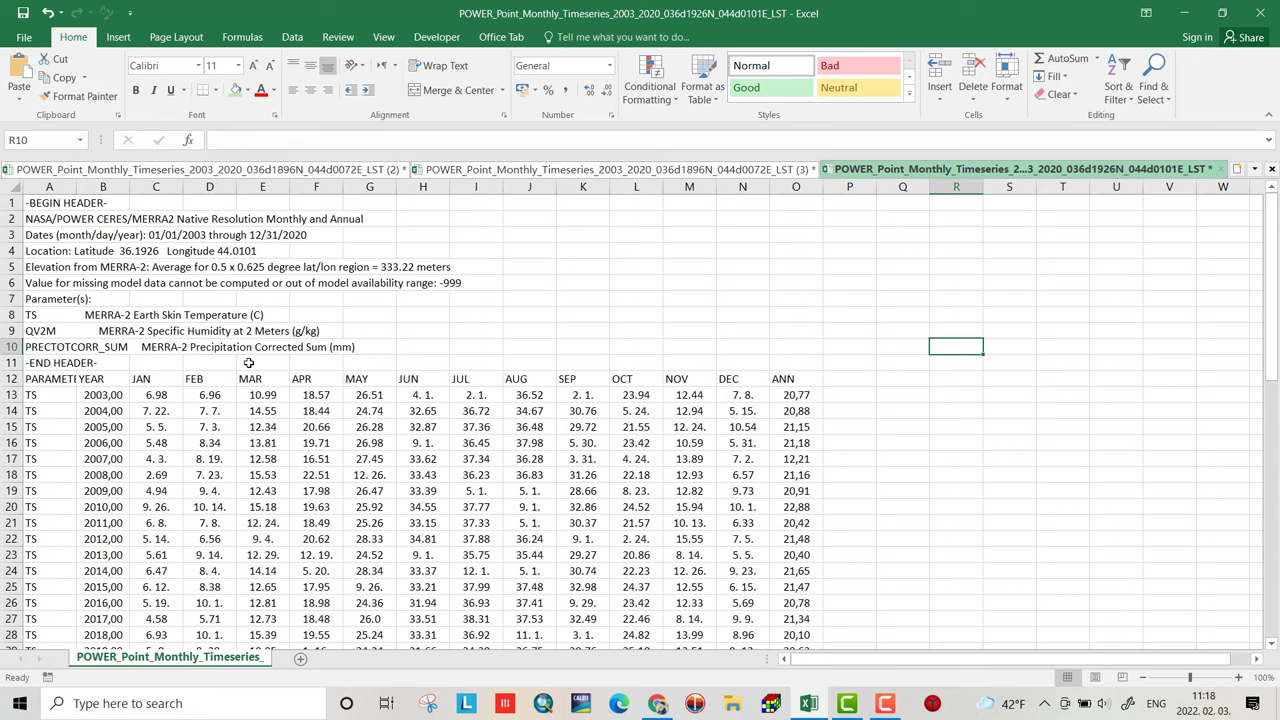 POWER_Point_Monthly_Timeseries_2003_2020_036d1926N_044d0101E_LST - Excel
File Home Insert Page Layout Formulas Data Review View Developer Office Tab Tell me what you want to do... Sign in Share
Paste Cut Copy Format Painter Clipboard
Calibri 11 Font
Wrap Text Merge & Center Alignment
General Number
Conditional Formatting Format as Table Normal Bad Good Neutral Styles
Insert Delete Format Cells
AutoSum Fill Clear Sort & Filter Find & Select Editing
R10
POWER_Point_Monthly_Timeseries_2003_2020_036d1896N_044d0072E_LST (2) * POWER_Point_Monthly_Timeseries_2003_2020_036d1926N_044d0072E_LST (3) * POWER_Point_Monthly_Timeseries_2...3_2020_036d1926N_044d0101E_LST *
A B C D E F G H I J K L M N O P Q R S T U V W
1 -BEGIN HEADER-
2 NASA/POWER CERES/MERRA2 Native Resolution Monthly and Annual
3 Dates (month/day/year): 01/01/2003 through 12/31/2020
4 Location: Latitude 36.1926 Longitude 44.0101
5 Elevation from MERRA-2: Average for 0.5 x 0.625 degree lat/lon region = 333.22 meters
6 Value for missing model data cannot be computed or out of model availability range: -999
7 Parameter(s):
8 TS MERRA-2 Earth Skin Temperature (C)
9 QV2M MERRA-2 Specific Humidity at 2 Meters (g/kg)
10 PRECTOTCORR_SUM MERRA-2 Precipitation Corrected Sum (mm)
11 -END HEADER-
12 PARAMETE YEAR JAN FEB MAR APR MAY JUN JUL AUG SEP OCT NOV DEC ANN
13 TS 2003,00 6.98 6.96 10.99 18.57 26.51 4. 1. 2. 1. 36.52 2. 1. 23.94 12.44 7. 8. 20,77
14 TS 2004,00 7. 22. 7. 7. 14.55 18.44 24.74 32.65 36.72 34.67 30.76 5. 24. 12.94 5. 15. 20,88
15 TS 2005,00 5. 5. 7. 3. 12.34 20.66 26.28 32.87 37.36 36.48 29.72 21.55 12. 24. 10.54 21,15
16 TS 2006,00 5.48 8.34 13.81 19.71 26.98 9. 1. 36.45 37.98 5. 30. 23.42 10.59 5. 31. 21,18
17 TS 2007,00 4. 3. 8. 19. 12.58 16.51 27.45 33.62 37.34 36.28 3. 31. 4. 24. 13.89 7. 2. 12,21
18 TS 2008,00 2.69 7. 23. 15.53 22.51 12. 26. 33.43 36.23 36.83 31.26 22.18 12.93 6.57 21,16
19 TS 2009,00 4.94 9. 4. 12.43 17.98 26.47 33.39 5. 1. 5. 1. 28.66 8. 23. 12.82 9.73 20,91
20 TS 2010,00 9. 26. 10. 14. 15.18 19.63 25.92 34.55 37.77 9. 1. 32.86 24.52 15.94 10. 1. 22,88
21 TS 2011,00 6. 8. 7. 8. 12. 24. 18.49 25.26 33.15 37.33 5. 1. 30.37 21.57 10. 13. 6.33 20,42
22 TS 2012,00 5. 14. 6.56 9. 4. 20.62 28.33 34.81 37.88 36.24 9. 1. 2. 24. 15.55 7. 5. 21,48
23 TS 2013,00 5.61 9. 14. 12. 29. 12. 19. 24.52 9. 1. 35.75 35.44 29.27 20.86 8. 14. 5. 5. 20,40
24 TS 2014,00 6.47 8. 4. 14.14 5. 20. 28.34 33.37 12. 1. 5. 1. 30.74 22.23 12. 26. 9. 23. 21,65
25 TS 2015,00 6. 12. 8.38 12.65 17.95 9. 26. 33.21 37.99 37.48 32.98 24.37 12.55 6. 15. 21,47
26 TS 2016,00 5. 19. 10. 1. 12.81 18.98 24.36 31.94 36.93 37.41 9. 29. 23.42 12.33 5.69 20,78
27 TS 2017,00 4.58 5.71 12.73 18.48 26.0 33.51 38.31 37.53 32.49 22.46 8. 14. 9. 9. 21,34
28 TS 2018,00 6.93 10. 1. 15.39 19.55 25.24 33.31 36.92 11. 1. 3. 1. 24.82 13.99 8.96 20,10
POWER_Point_Monthly_Timeseries_
Ready 100%
Type here to search 42°F ENG 11:18
2022. 02. 03.